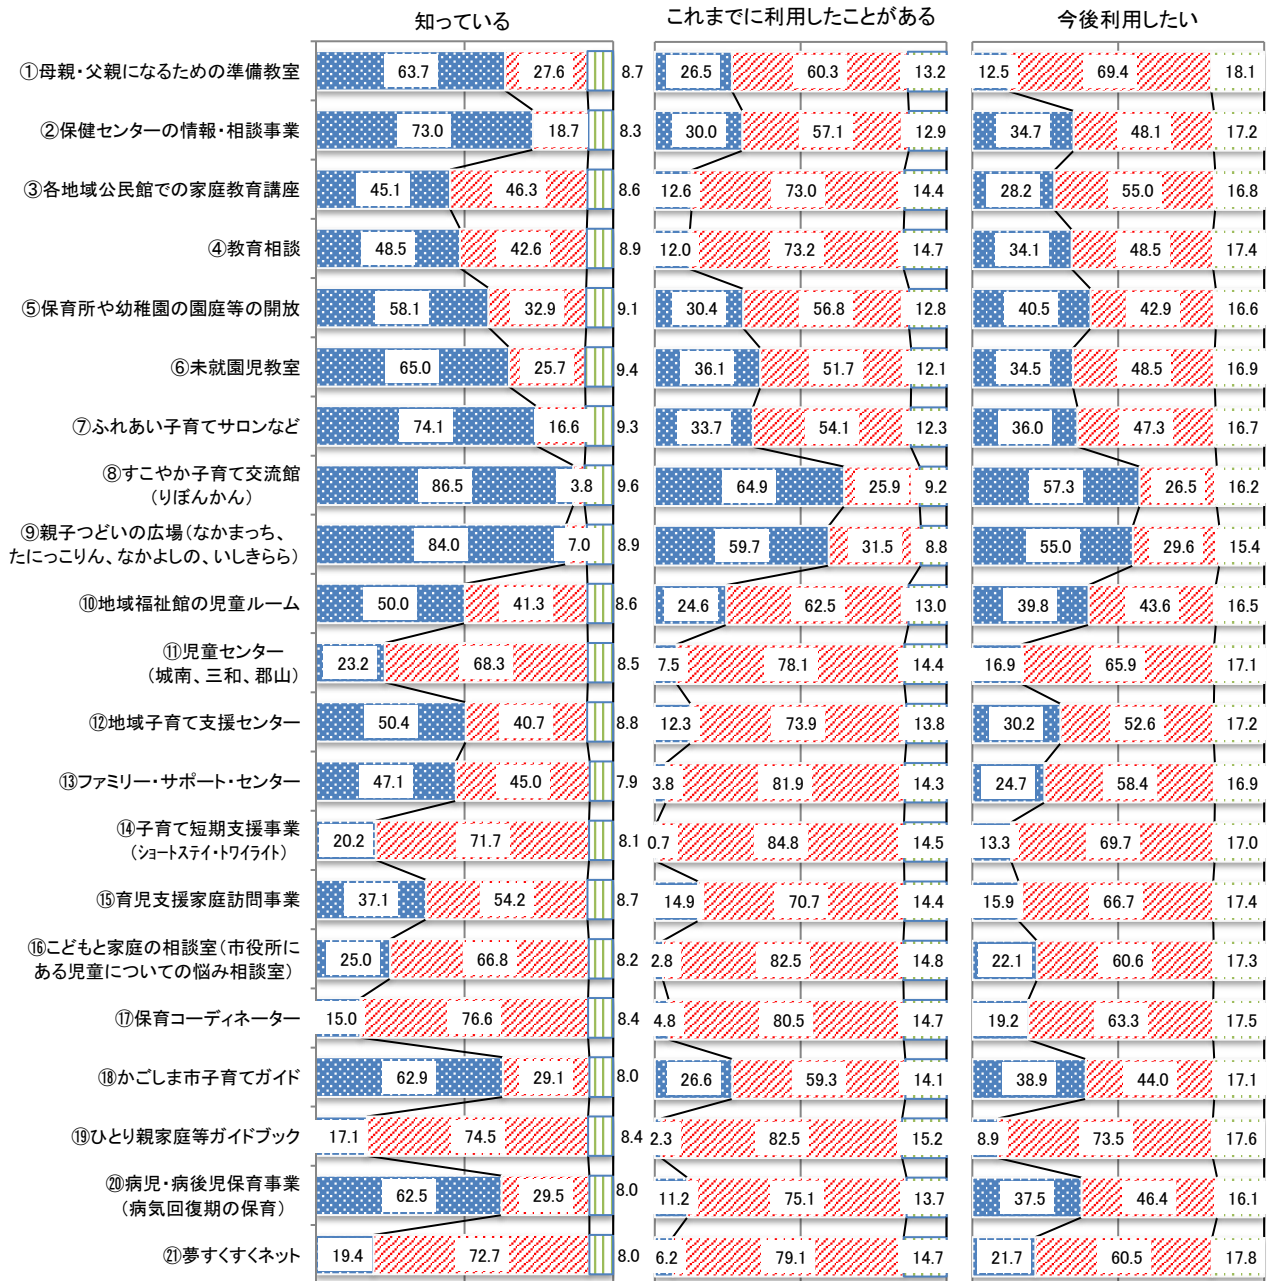 知っている　これまでに利用したことがある　今後利用したい
①母親・父親になるための準備教室 63.7 27.6 8.7 26.5 60.3 13.2 12.5 69.4 18.1
②保健センターの情報・相談事業 73.0 18.7 8.3 30.0 57.1 12.9 34.7 48.1 17.2
③各地域公民館での家庭教育講座 45.1 46.3 8.6 12.6 73.0 14.4 28.2 55.0 16.8
④教育相談 48.5 42.6 8.9 12.0 73.2 14.7 34.1 48.5 17.4
⑤保育所や幼稚園の園庭等の開放 58.1 32.9 9.1 30.4 56.8 12.8 40.5 42.9 16.6
⑥未就園児教室 65.0 25.7 9.4 36.1 51.7 12.1 34.5 48.5 16.9
⑦ふれあい子育てサロンなど 74.1 16.6 9.3 33.7 54.1 12.3 36.0 47.3 16.7
⑧すこやか子育て交流館
（りぼんかん） 86.5 3.8 9.6 64.9 25.9 9.2 57.3 26.5 16.2
⑨親子つどいの広場（なかまっち、
たにっこりん、なかよしの、いしきらら） 84.0 7.0 8.9 59.7 31.5 8.8 55.0 29.6 15.4
⑩地域福祉館の児童ルーム 50.0 41.3 8.6 24.6 62.5 13.0 39.8 43.6 16.5
⑪児童センター
（城南、三和、郡山） 23.2 68.3 8.5 7.5 78.1 14.4 16.9 65.9 17.1
⑫地域子育て支援センター 50.4 40.7 8.8 12.3 73.9 13.8 30.2 52.6 17.2
⑬ファミリー・サポート・センター 47.1 45.0 7.9 3.8 81.9 14.3 24.7 58.4 16.9
⑭子育て短期支援事業
（ショートステイ・トワイライト） 20.2 71.7 8.1 0.7 84.8 14.5 13.3 69.7 17.0
⑮育児支援家庭訪問事業 37.1 54.2 8.7 14.9 70.7 14.4 15.9 66.7 17.4
⑯こどもと家庭の相談室（市役所に
ある児童についての悩み相談室） 25.0 66.8 8.2 2.8 82.5 14.8 22.1 60.6 17.3
⑰保育コーディネーター 15.0 76.6 8.4 4.8 80.5 14.7 19.2 63.3 17.5
⑱かごしま市子育てガイド 62.9 29.1 8.0 26.6 59.3 14.1 38.9 44.0 17.1
⑲ひとり親家庭等ガイドブック 17.1 74.5 8.4 2.3 82.5 15.2 8.9 73.5 17.6
⑳病児・病後児保育事業
（病気回復期の保育） 62.5 29.5 8.0 11.2 75.1 13.7 37.5 46.4 16.1
㉑夢すくすくネット 19.4 72.7 8.0 6.2 79.1 14.7 21.7 60.5 17.8